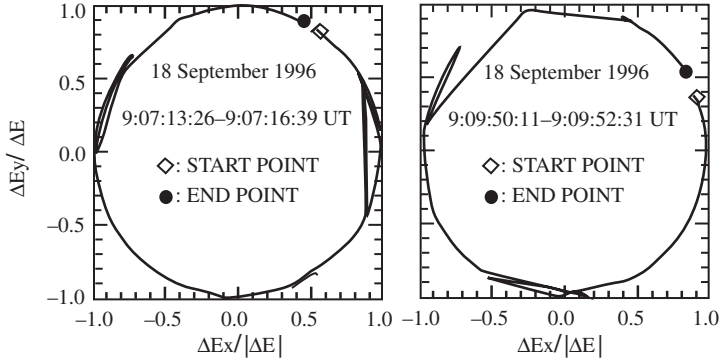 1.0
0.5
0.0
−0.5
−1.0
ΔEy/ ΔE
18 September 1996
9:07:13:26–9:07:16:39 UT
◇: START POINT
●: END POINT
−1.0 −0.5 0.0 0.5 1.0
ΔEx/|ΔE|
18 September 1996
9:09:50:11–9:09:52:31 UT
◇: START POINT
●: END POINT
−1.0 −0.5 0.0 0.5 1.0
ΔEx/|ΔE|